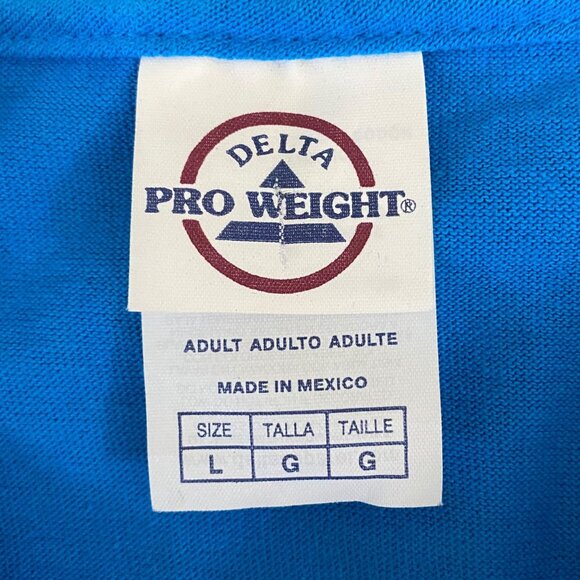 DELTA
PRO WEIGHT®
ADULT ADULTO ADULTE
MADE IN MEXICO
SIZE TALLA TAILLE
L G G